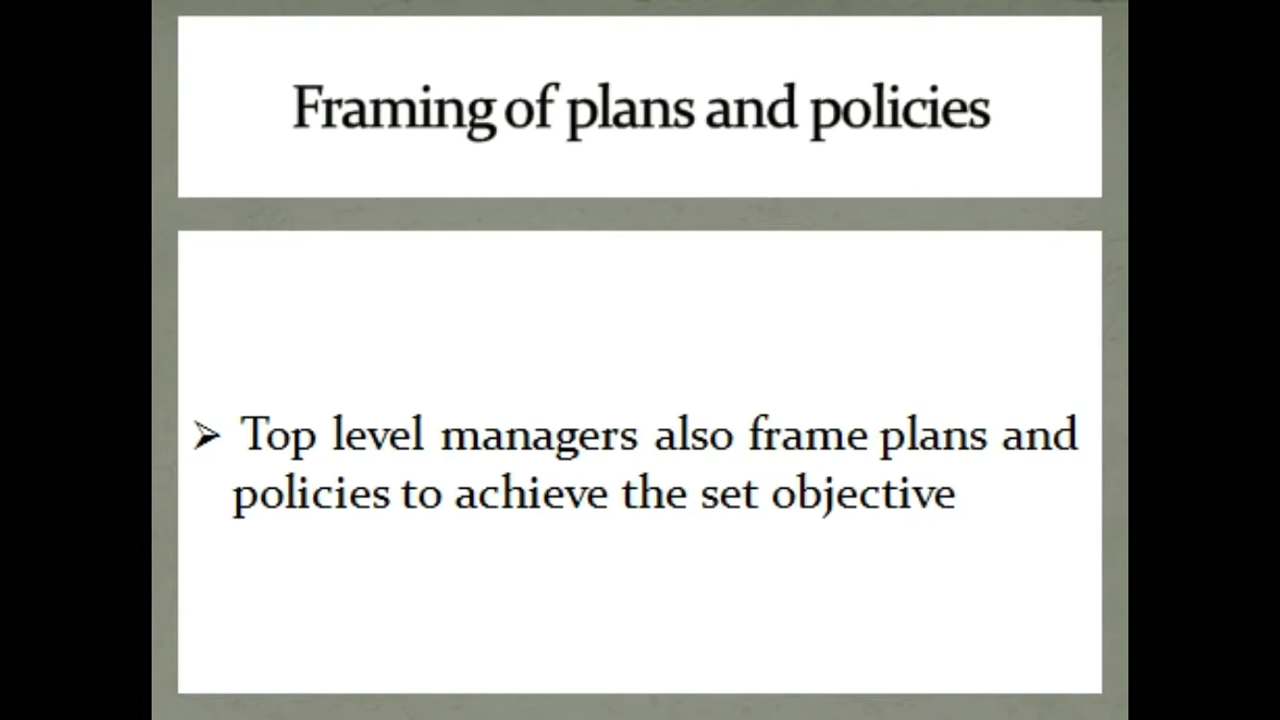 Framing of plans and policies
➢ Top level managers also frame plans and
policies to achieve the set objective